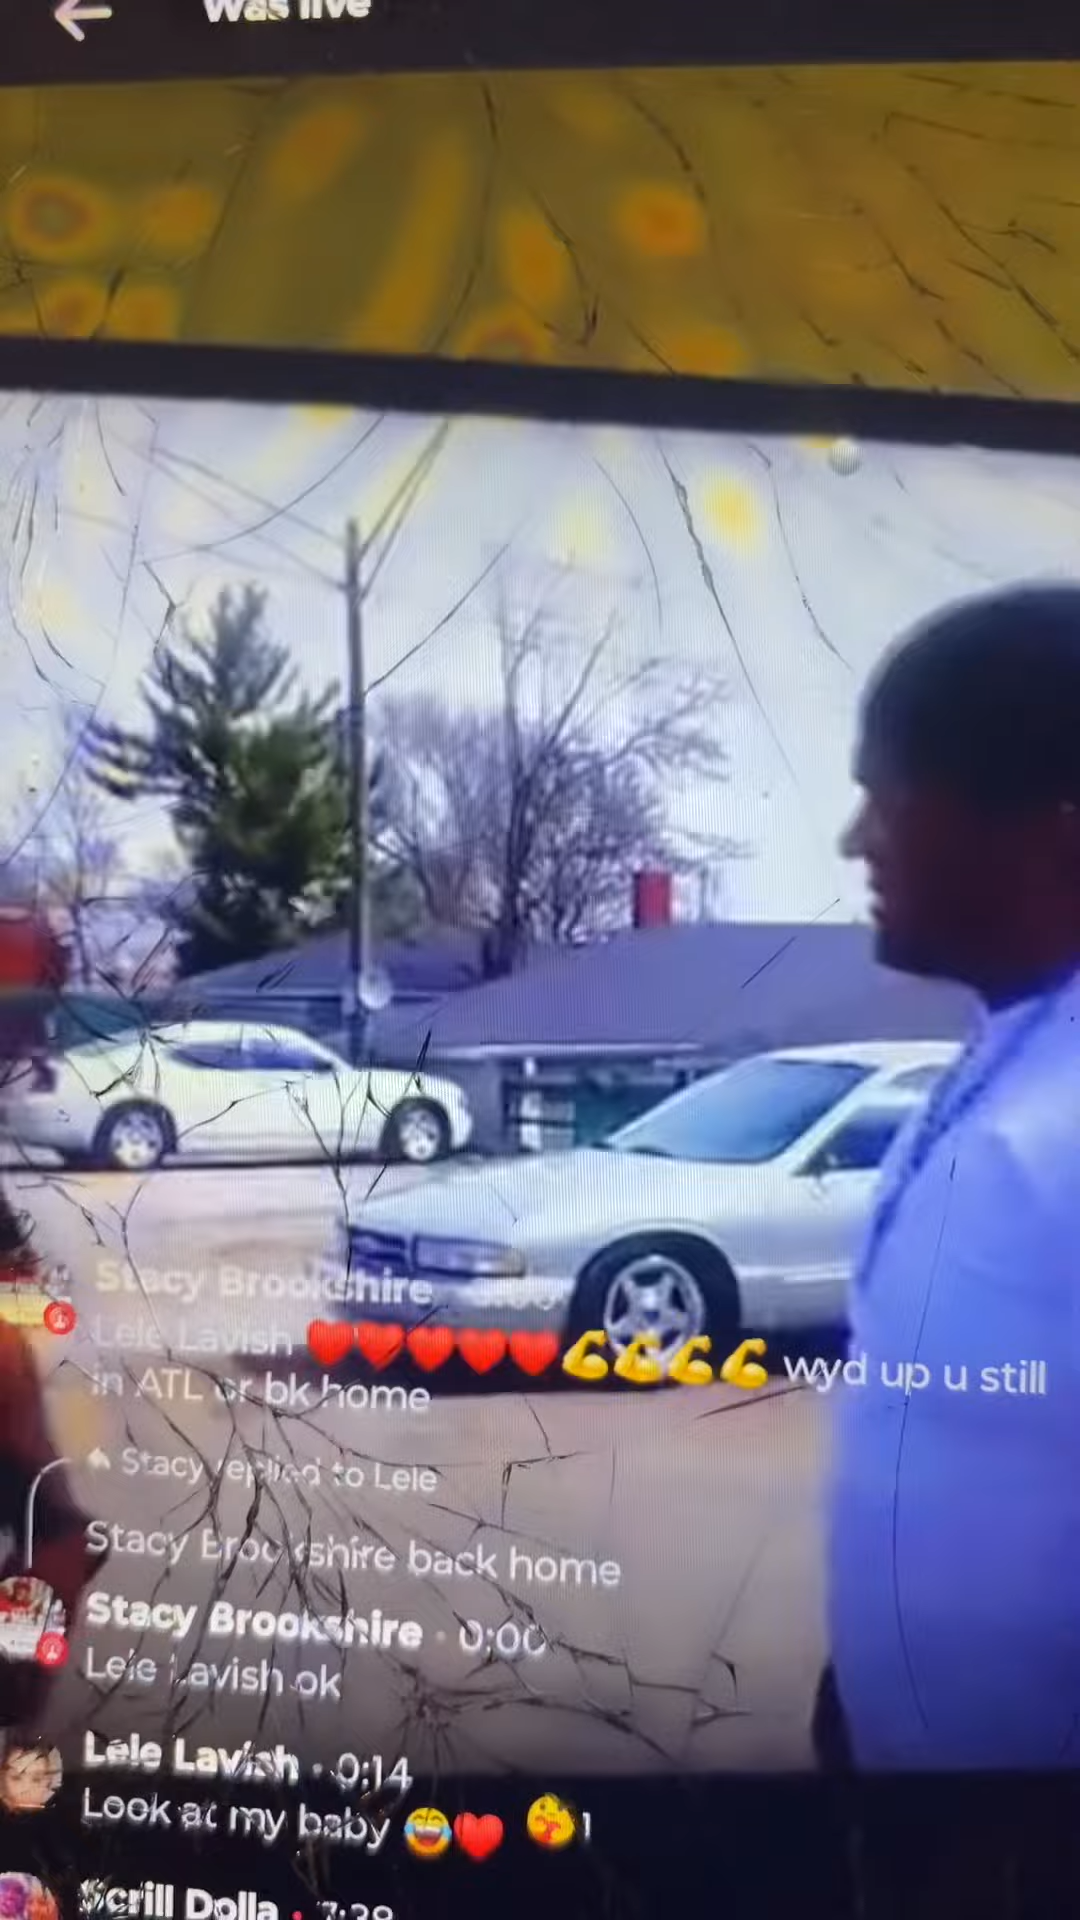 Was live
Stacy Brookshire
Lele Lavish ❤️❤️❤️❤️❤️💪💪💪💪 wyd up u still
in ATL or bk home
Stacy replied to Lele
Stacy Brookshire back home
Stacy Brookshire · 0:00
Lele Lavish ok
Lele Lavish · 0:14
Look at my baby 😂❤️ 1
Scrill Dolla · 7:39